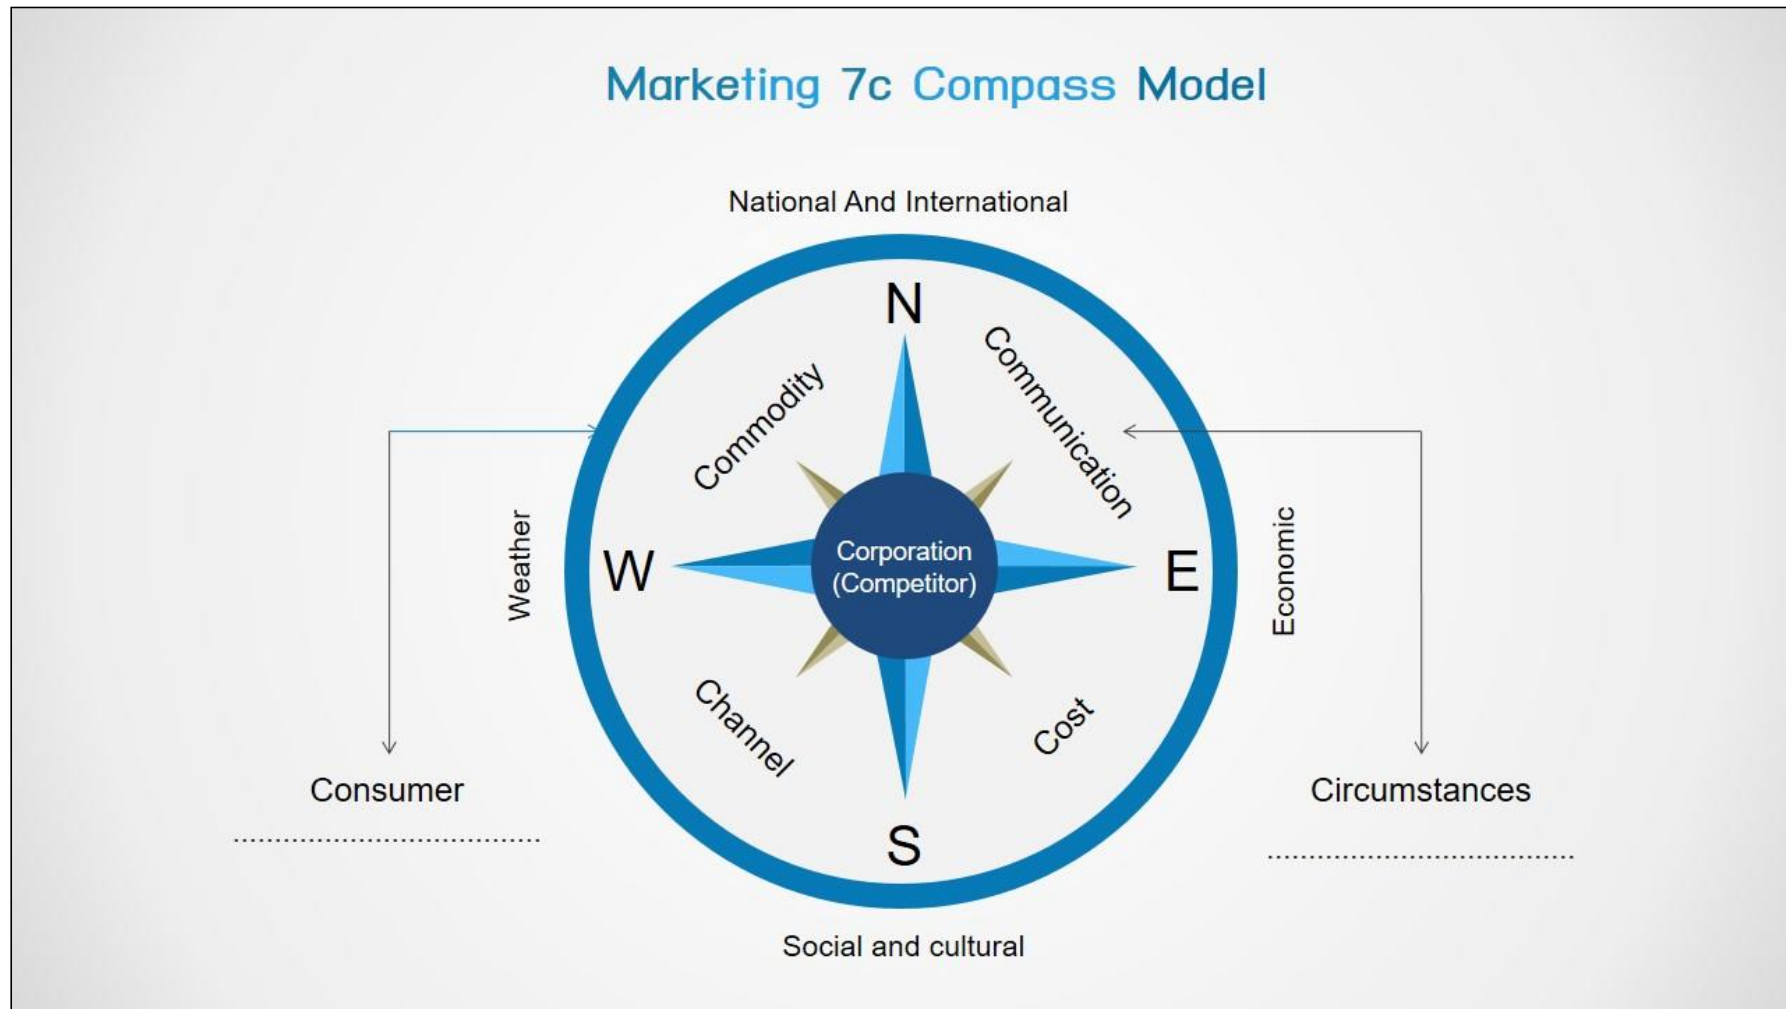 Marketing 7c Compass Model
National And International
N
Commodity
Communication
Weather
W
Corporation
(Competitor)
E
Economic
Channel
Cost
Consumer
Circumstances
S
Social and cultural